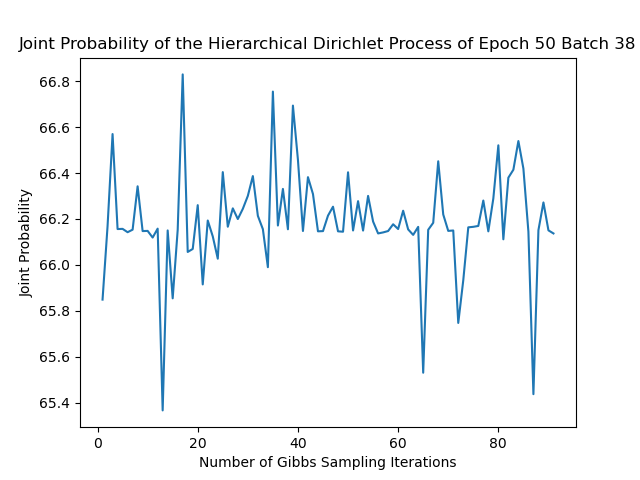 Joint Probability of the Hierarchical Dirichlet Process of Epoch 50 Batch 38
66.8
66.6
66.4
66.2
66.0
65.8
65.6
65.4
Joint Probability
0 20 40 60 80
Number of Gibbs Sampling Iterations